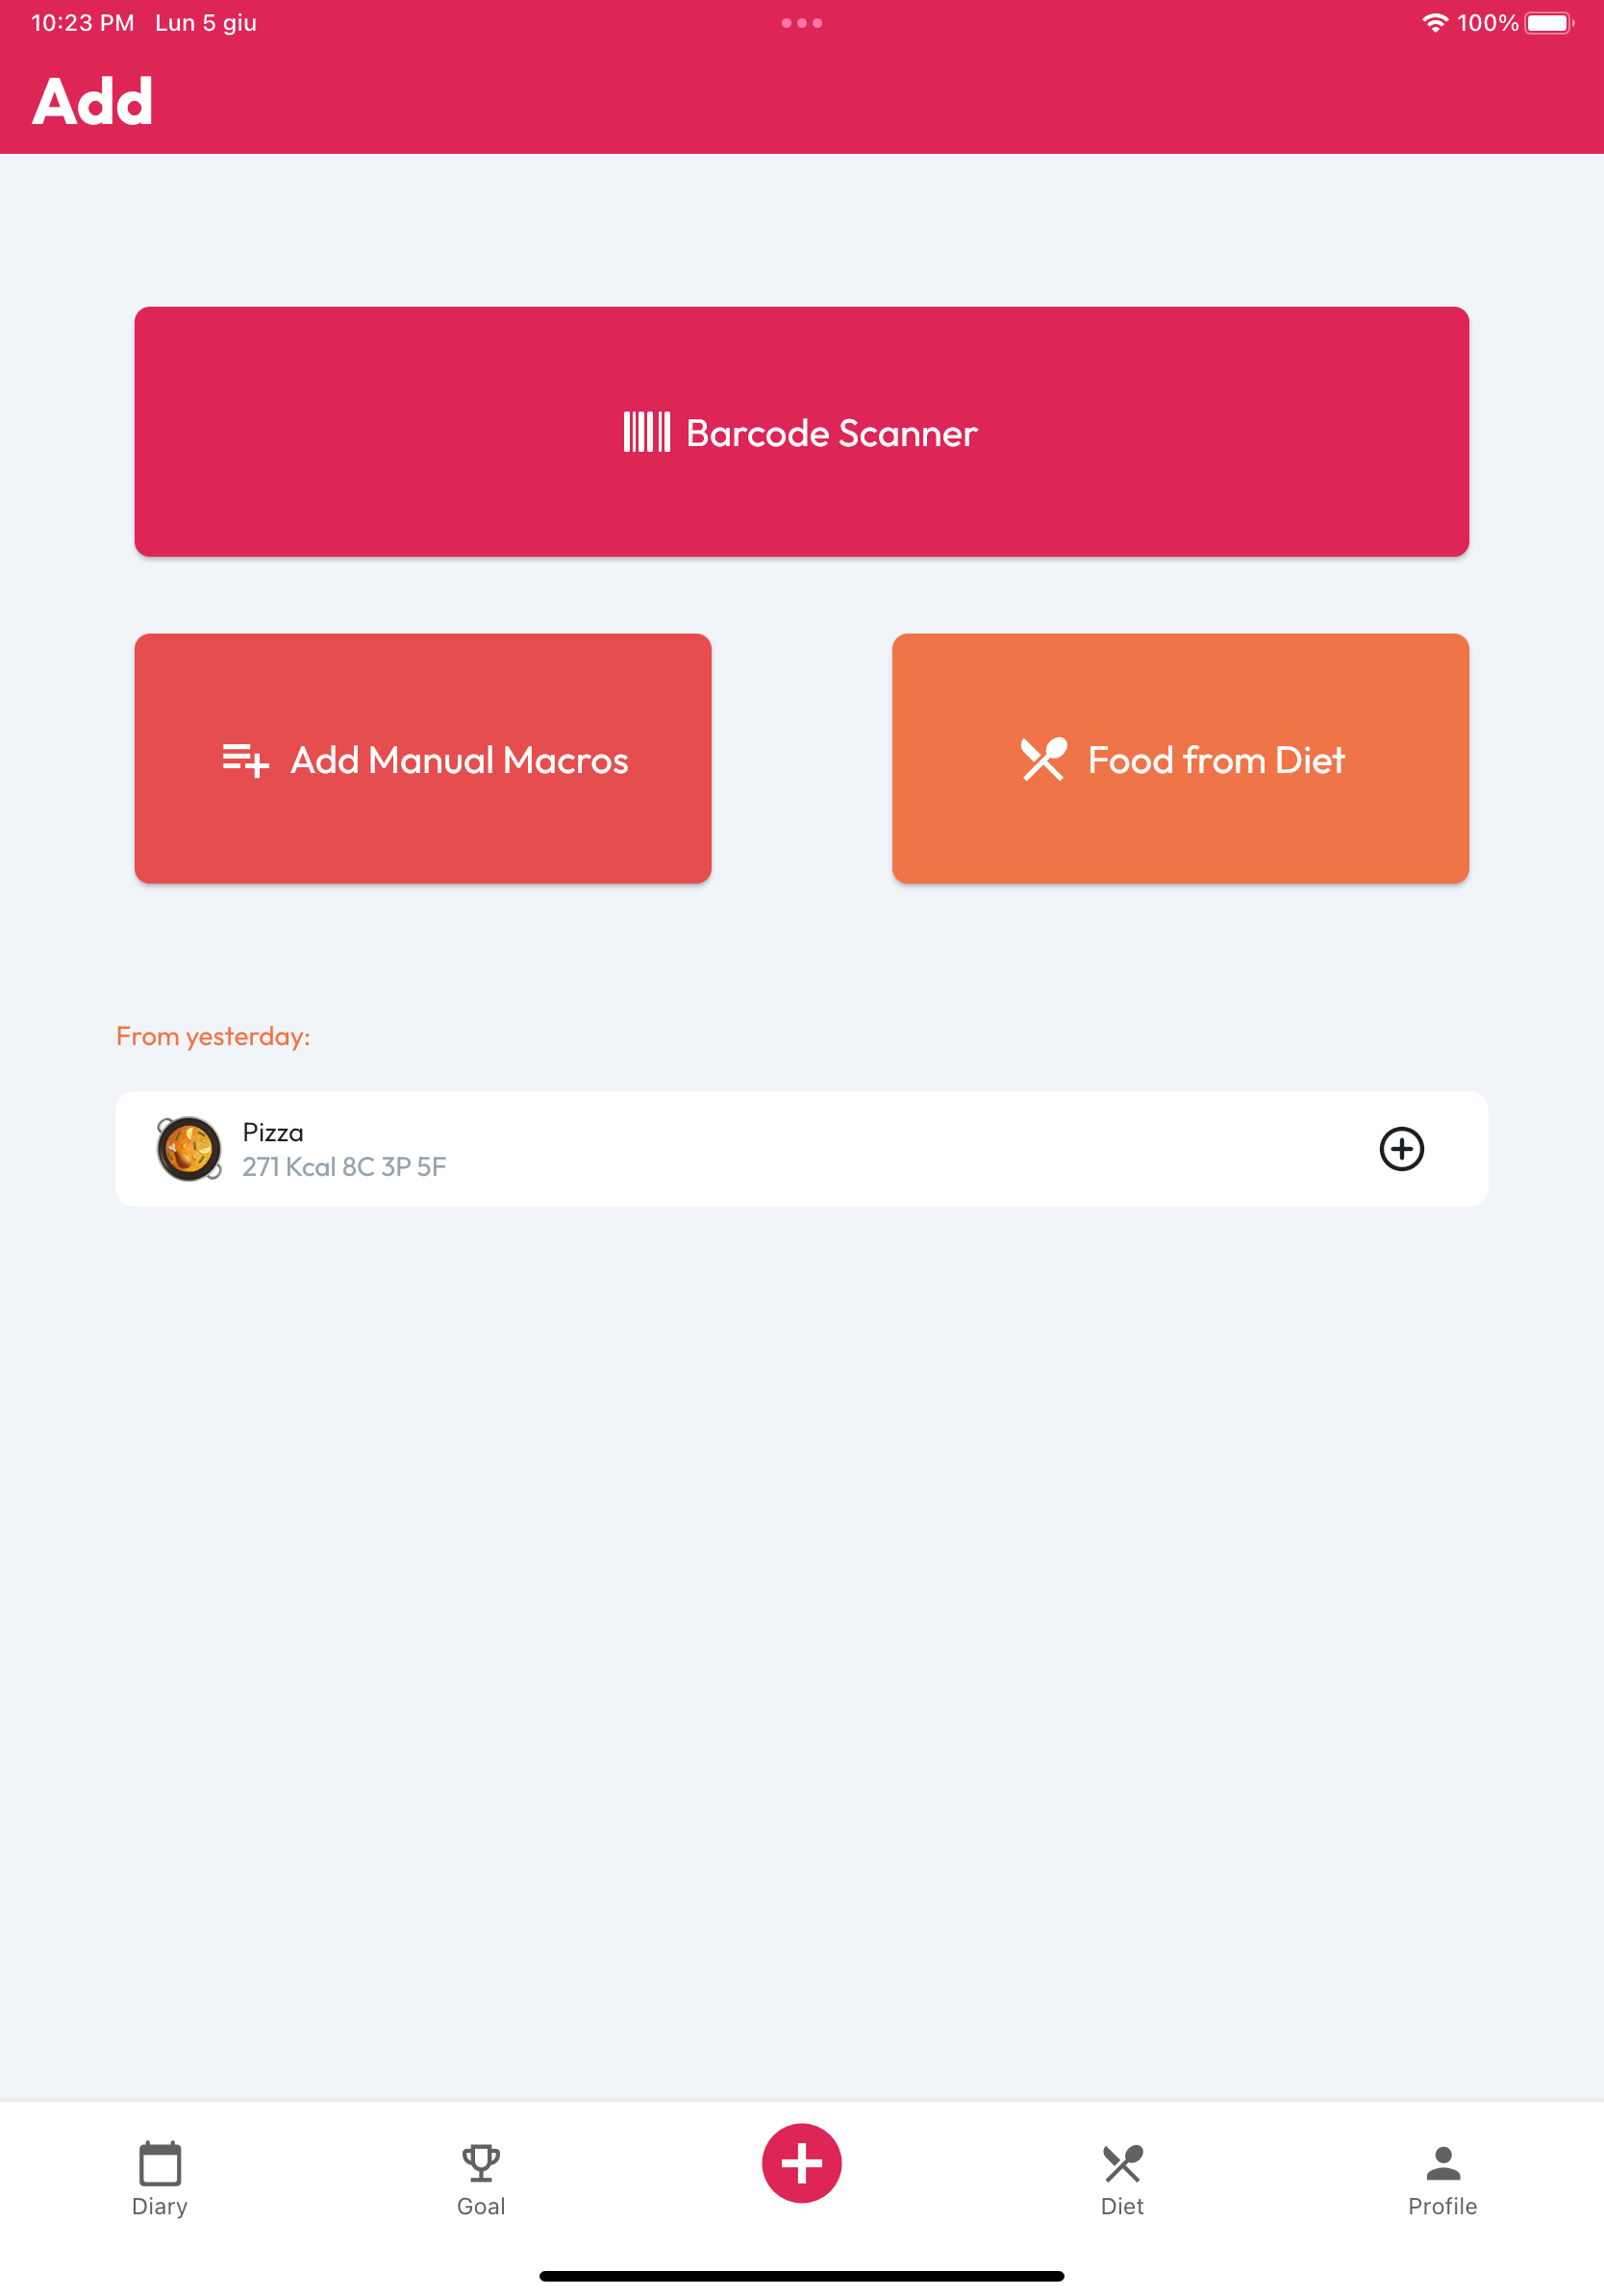 10:23 PM Lun 5 giu 100%
Add
Barcode Scanner
Add Manual Macros
Food from Diet
From yesterday:
Pizza
271 Kcal 8C 3P 5F
Diary
Goal
Diet
Profile